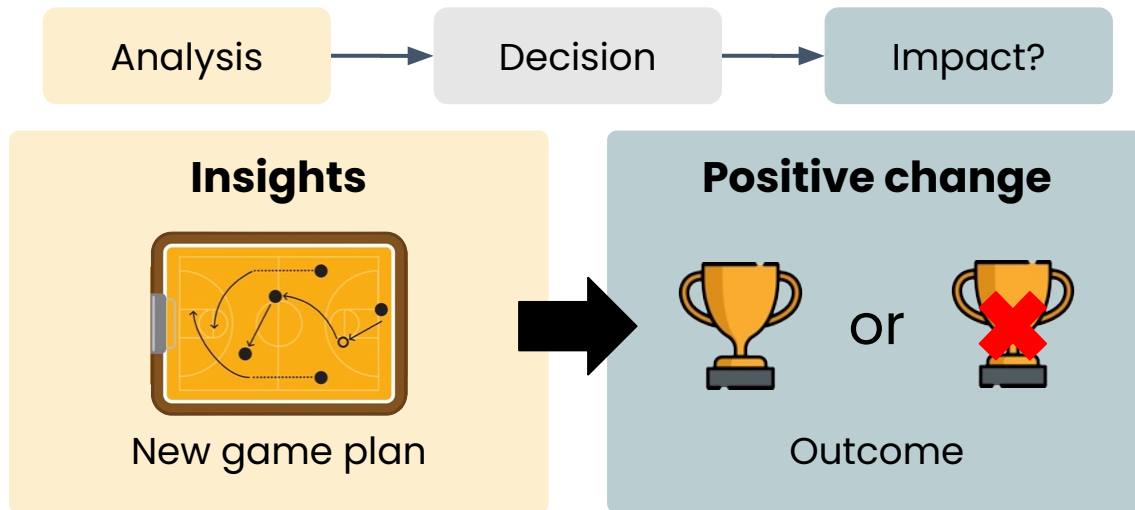 Analysis
Decision
Impact?
Insights
New game plan
Positive change
or
Outcome